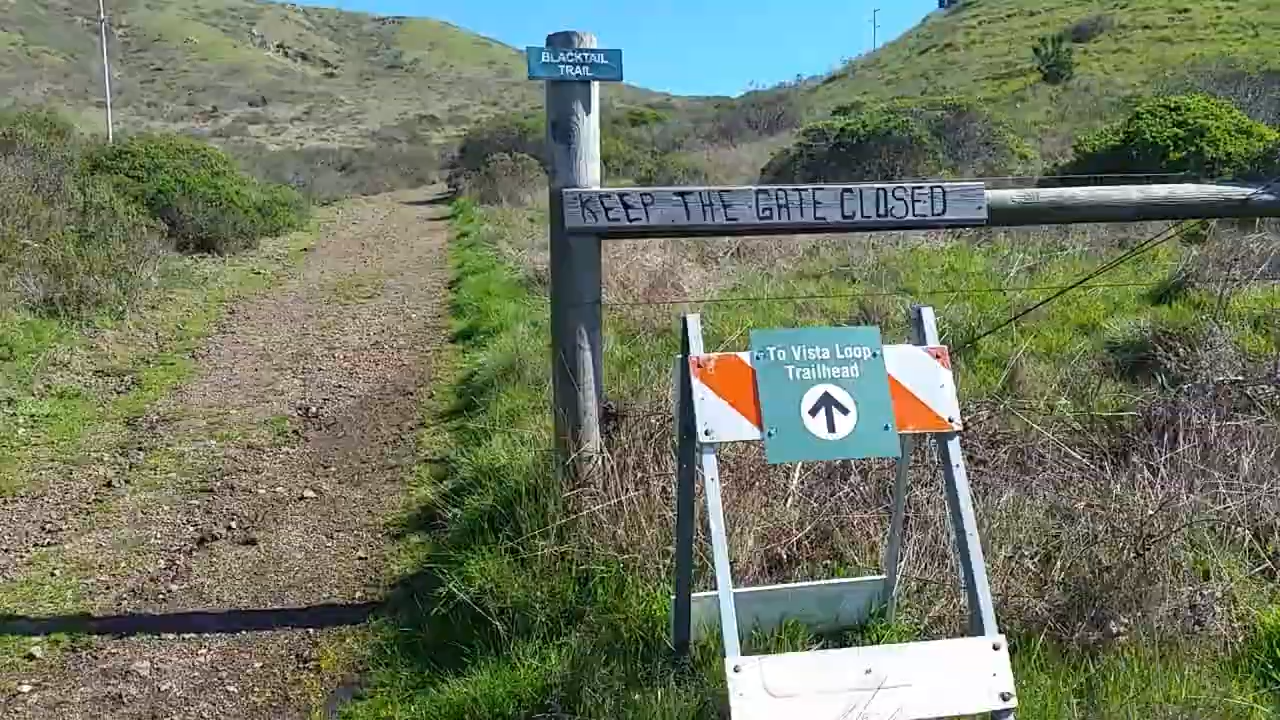 BLACKTAIL
TRAIL
KEEP THE GATE CLOSED
To Vista Loop
Trailhead